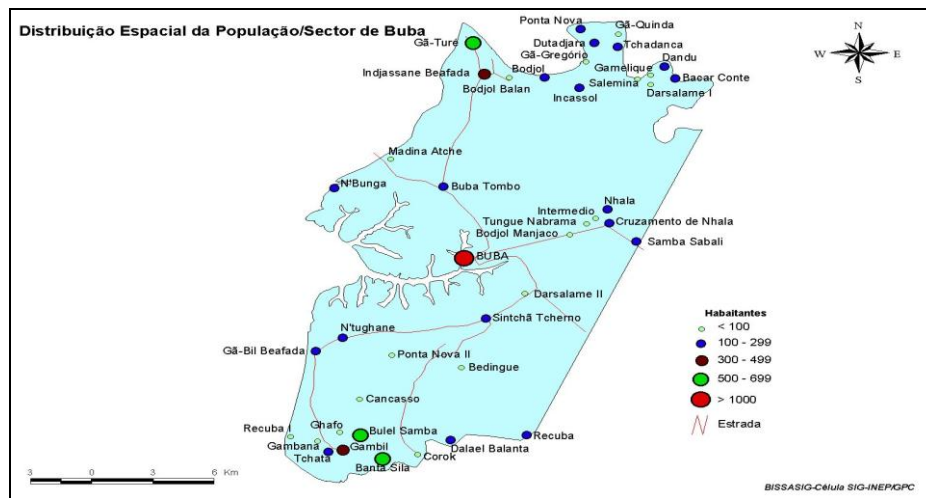 Distribuição Espacial da População/Sector de Buba
Ponta Nova
Gã-Quinda
Gã-Turé
Dutadjara
Tchadanca
Gã-Gregório
Dandu
Indjassane Beafada
Bodjol
Gamelique
Bodjol Balan
Salemina
Bacar Conte
Incassol
Darsalame I
N
W
E
S
Madina Atche
N'Bunga
Buba Tombo
Nhala
Intermedio
Tungue Nabrama
Cruzamento de Nhala
Bodjol Manjaco
Samba Sabali
BUBA
Darsalame II
Sintchã Tcherno
N'tughane
Gã-Bil Beafada
Ponta Nova II
Bedingue
Cancasso
Recuba I
Ghafo
Bulel Samba
Recuba
Gambana
Gambil
Dalael Balanta
Tchata
Banta Sila
Corok
Habaitantes
< 100
100 - 299
300 - 499
500 - 699
> 1000
Estrada
3 0 3 6 Km
BISSASIG-Célula SIG-INEP/GPC